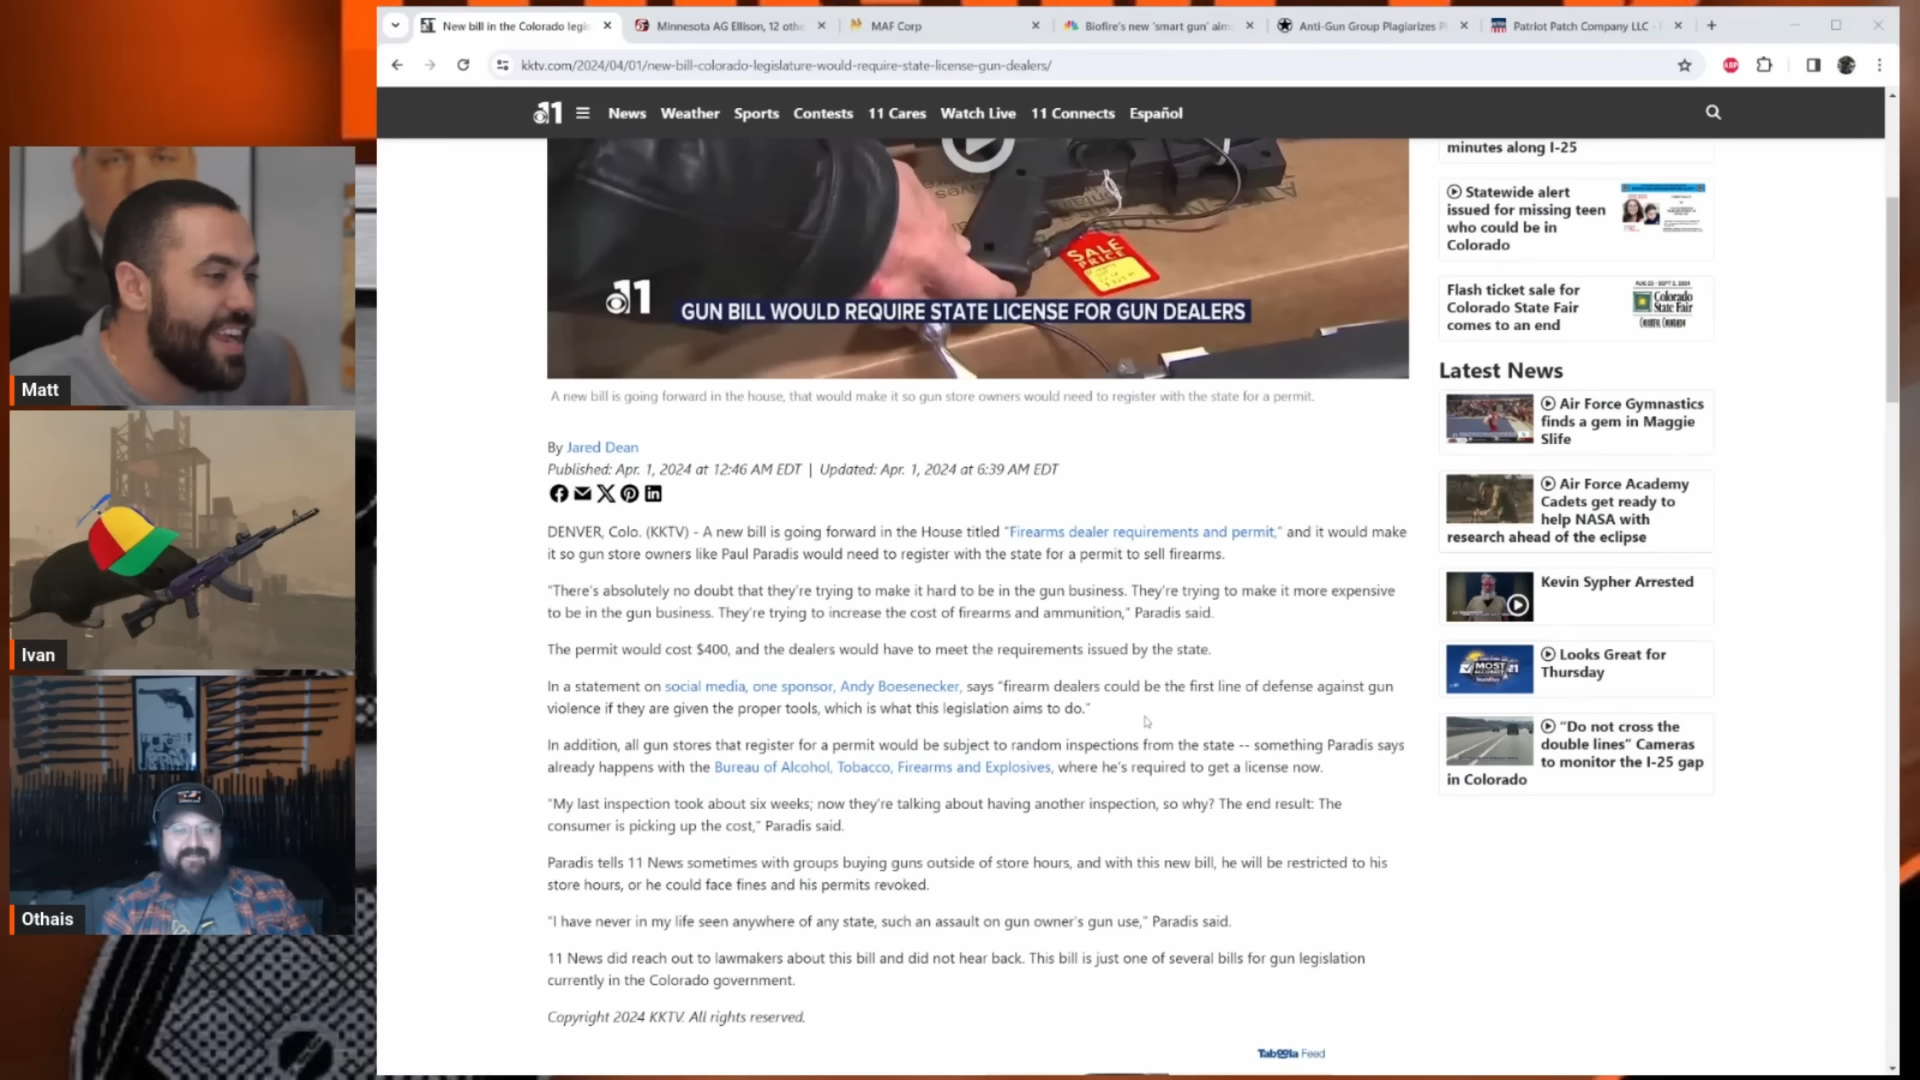 New bill in the Colorado legis
Minnesota AG Ellison, 12 othe
MAF Corp
Biofire's new 'smart gun' aim
Anti-Gun Group Plagiarizes P
Patriot Patch Company LLC -
kktv.com/2024/04/01/new-bill-colorado-legislature-would-require-state-license-gun-dealers/
ABP
11
News
Weather
Sports
Contests
11 Cares
Watch Live
11 Connects
Español
SALE
PRICE
11
GUN BILL WOULD REQUIRE STATE LICENSE FOR GUN DEALERS
A new bill is going forward in the house, that would make it so gun store owners would need to register with the state for a permit.
By Jared Dean
Published: Apr. 1, 2024 at 12:46 AM EDT | Updated: Apr. 1, 2024 at 6:39 AM EDT
DENVER, Colo. (KKTV) - A new bill is going forward in the House titled “Firearms dealer requirements and permit,” and it would make
it so gun store owners like Paul Paradis would need to register with the state for a permit to sell firearms.
“There’s absolutely no doubt that they’re trying to make it hard to be in the gun business. They’re trying to make it more expensive
to be in the gun business. They’re trying to increase the cost of firearms and ammunition,” Paradis said.
The permit would cost $400, and the dealers would have to meet the requirements issued by the state.
In a statement on social media, one sponsor, Andy Boesenecker, says “firearm dealers could be the first line of defense against gun
violence if they are given the proper tools, which is what this legislation aims to do.”
In addition, all gun stores that register for a permit would be subject to random inspections from the state -- something Paradis says
already happens with the Bureau of Alcohol, Tobacco, Firearms and Explosives, where he’s required to get a license now.
“My last inspection took about six weeks; now they’re talking about having another inspection, so why? The end result: The
consumer is picking up the cost,” Paradis said.
Paradis tells 11 News sometimes with groups buying guns outside of store hours, and with this new bill, he will be restricted to his
store hours, or he could face fines and his permits revoked.
“I have never in my life seen anywhere of any state, such an assault on gun owner’s gun use,” Paradis said.
11 News did reach out to lawmakers about this bill and did not hear back. This bill is just one of several bills for gun legislation
currently in the Colorado government.
Copyright 2024 KKTV. All rights reserved.
Taboola Feed
minutes along I-25
Statewide alert
issued for missing teen
who could be in
Colorado
Flash ticket sale for
Colorado State Fair
comes to an end
Colorado
State Fair
Latest News
Air Force Gymnastics
finds a gem in Maggie
Slife
Air Force Academy
Cadets get ready to
help NASA with
research ahead of the eclipse
Kevin Sypher Arrested
Looks Great for
Thursday
MOST
“Do not cross the
double lines” Cameras
to monitor the I-25 gap
in Colorado
Matt
Ivan
Othais